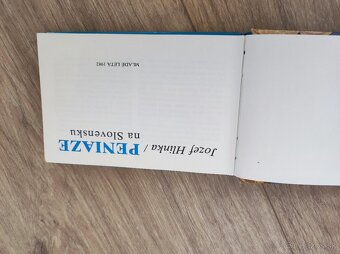 Jozef Hlinka / PENIAZE
na Slovensku
MLADÉ LETÁ 1982